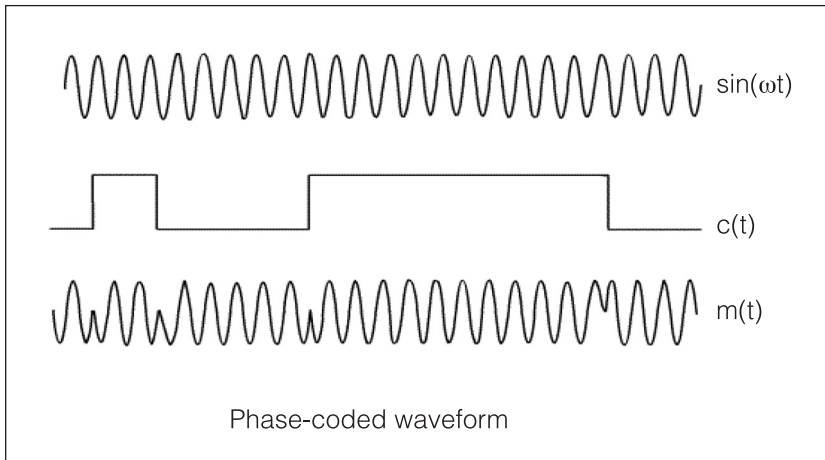 sin(ωt)
c(t)
m(t)
Phase-coded waveform